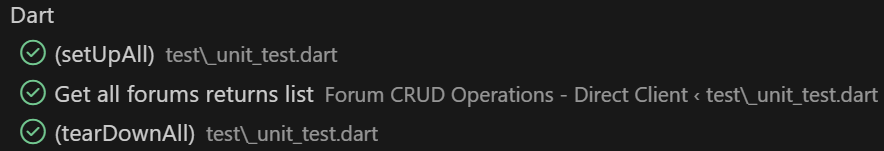 Dart
(setUpAll) test\_unit_test.dart
Get all forums returns list Forum CRUD Operations - Direct Client ‹ test\_unit_test.dart
(tearDownAll) test\_unit_test.dart